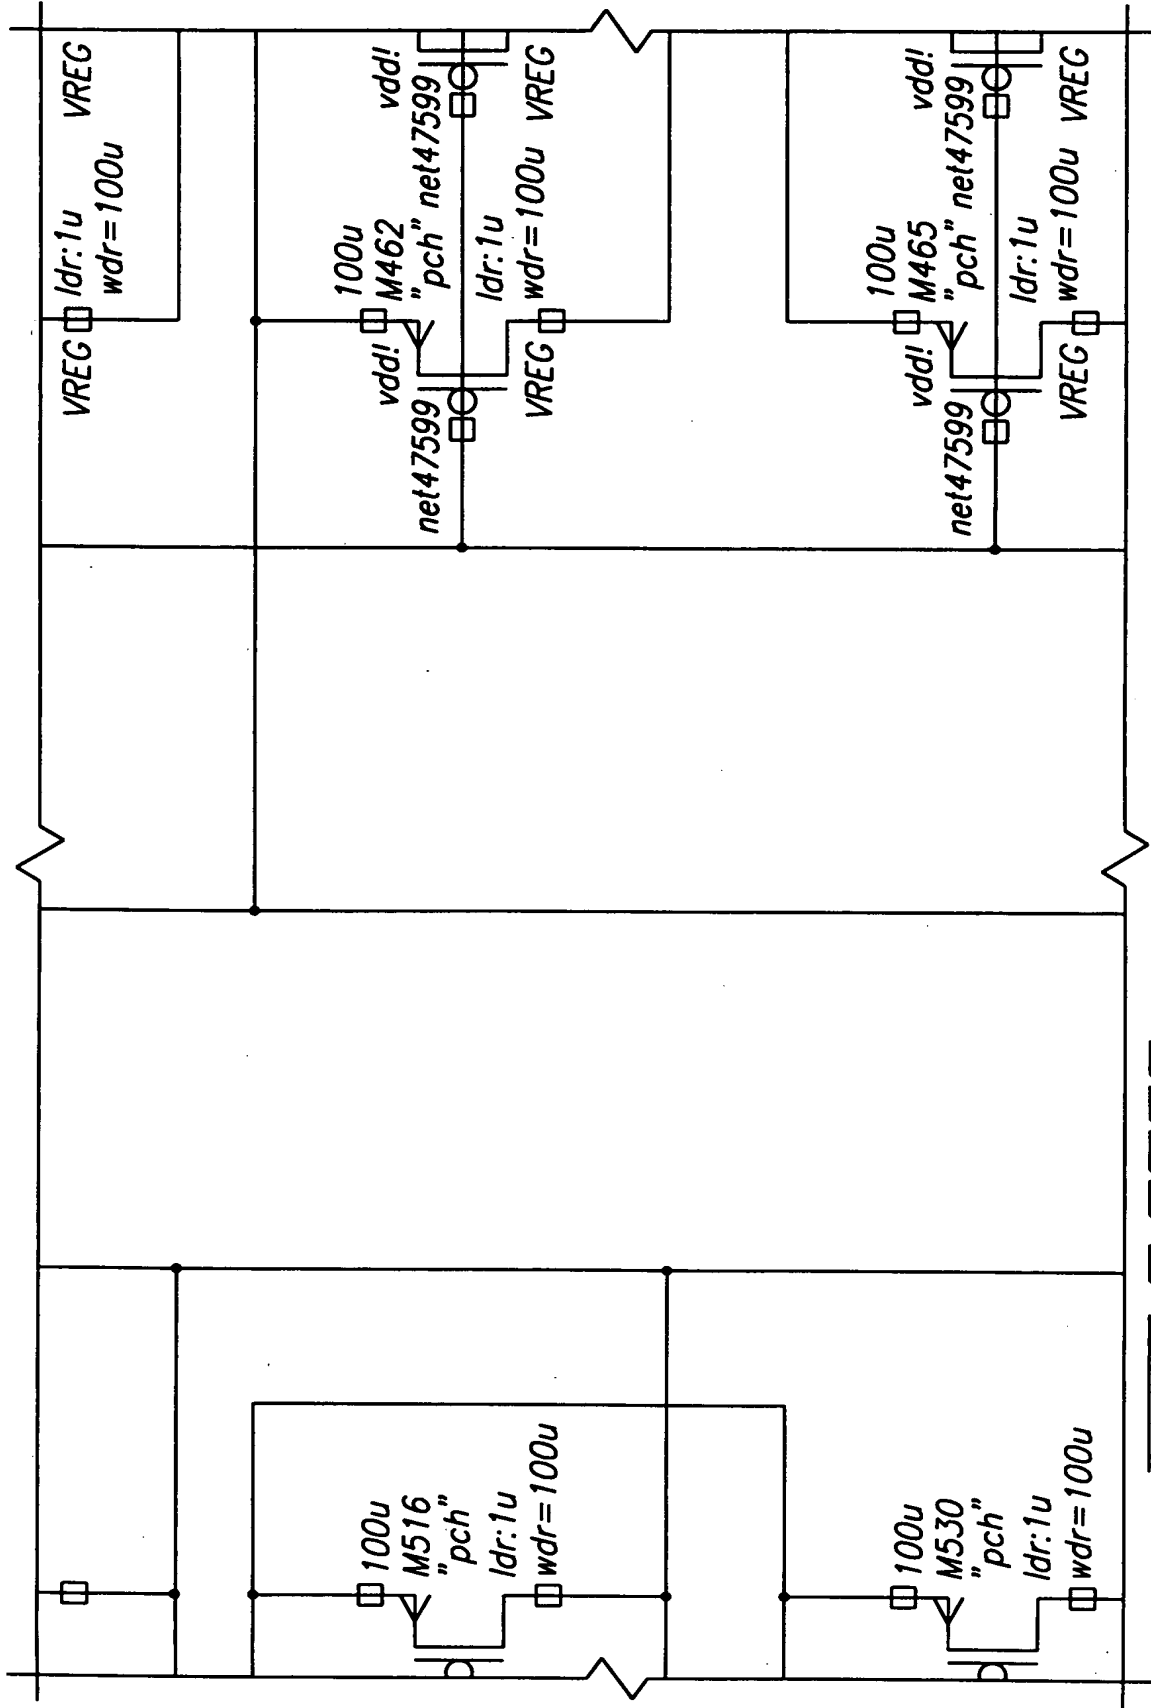 VREG
ldr:1u
wdr=100u
VREG
100u
M516
"pch"
ldr:1u
wdr=100u
100u
M462
"pch"
vdd!
net47599
ldr:1u
wdr=100u
VREG
vdd!
net47599
VREG
100u
M530
"pch"
ldr:1u
wdr=100u
100u
M465
"pch"
vdd!
net47599
ldr:1u
wdr=100u
VREG
vdd!
net47599
VREG